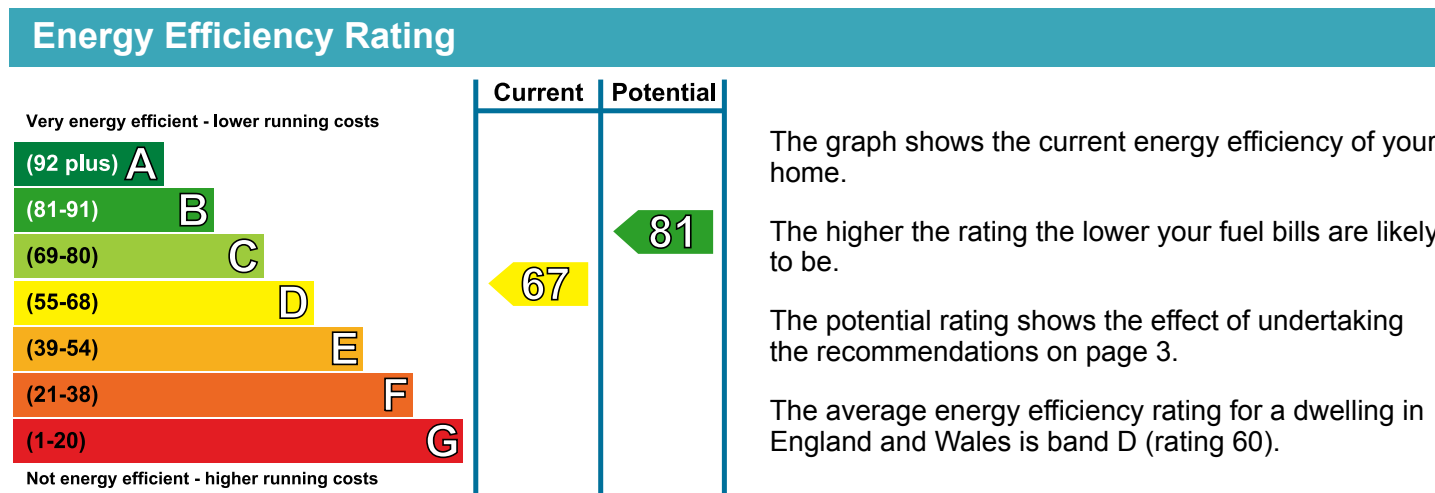 Energy Efficiency Rating
Current Potential
Very energy efficient - lower running costs
(92 plus) A
(81-91) B
(69-80) C
(55-68) D
(39-54) E
(21-38) F
(1-20) G
Not energy efficient - higher running costs
67
81
The graph shows the current energy efficiency of your
home.
The higher the rating the lower your fuel bills are likely
to be.
The potential rating shows the effect of undertaking
the recommendations on page 3.
The average energy efficiency rating for a dwelling in
England and Wales is band D (rating 60).